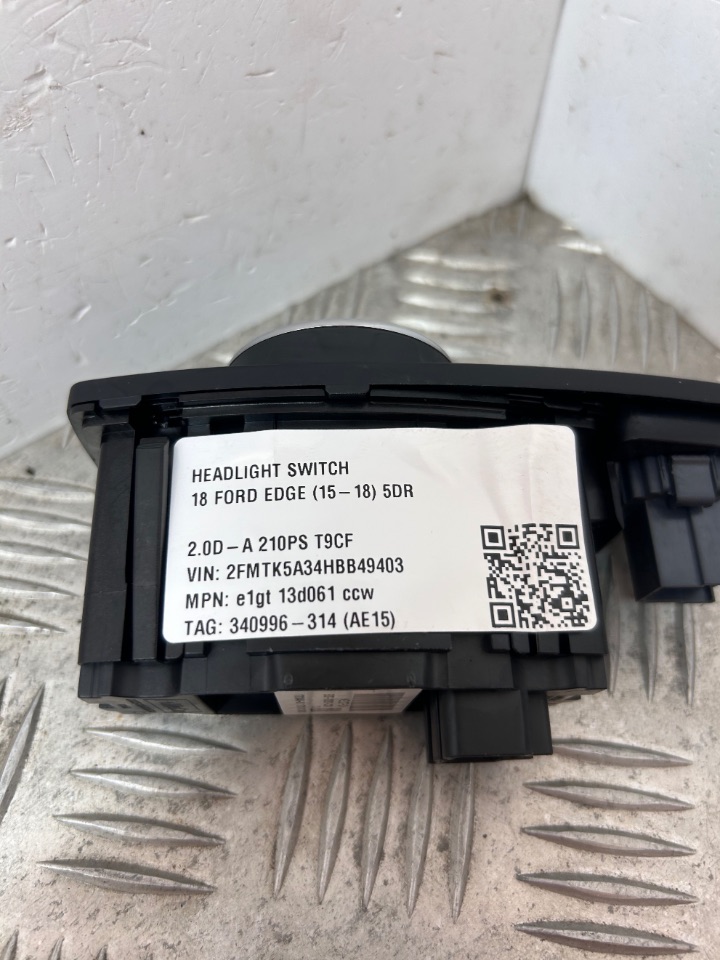 HEADLIGHT SWITCH
18 FORD EDGE (15-18) 5DR
2.0D-A 210PS T9CF
VIN: 2FMTK5A34HBB49403
MPN: e1gt 13d061 ccw
TAG: 340996-314 (AE15)